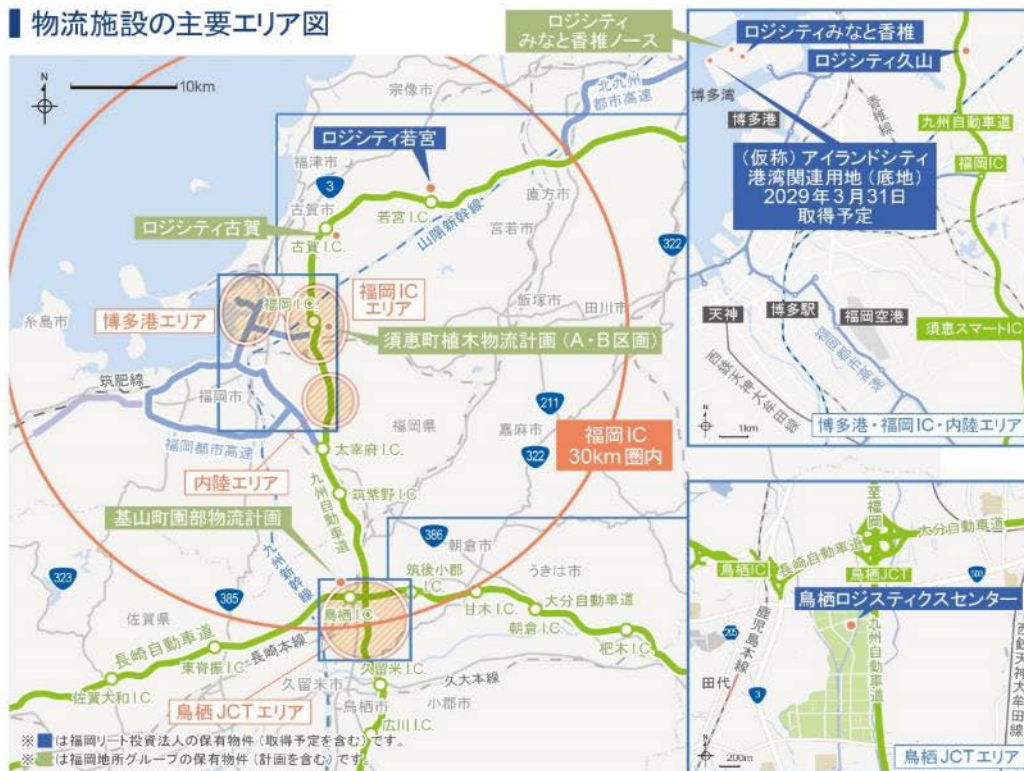 物流施設の主要エリア図
N
10km
宗像市
北九州
都市高速
ロジシティ若宮
福津市
3
古賀市
若宮I.C.
直方市
宮若市
山陽新幹線
322
ロジシティ古賀
古賀I.C.
福岡I.C.
福岡IC
エリア
飯塚市
田川市
糸島市
博多港エリア
須恵町植木物流計画（A・B区画）
筑肥線
福岡市
福岡都市高速
福岡県
211
嘉麻市
322
太宰府I.C.
福岡IC
30km圏内
内陸エリア
九州自動車道
筑紫野I.C.
基山町園部物流計画
九州新幹線
386
朝倉市
323
385
筑後小郡
I.C.
うきは市
鳥栖I.C.
甘木I.C.
大分自動車道
佐賀県
長崎自動車道
長崎本線
朝倉I.C.
杷木I.C.
東脊振I.C.
佐賀大和I.C.
久留米I.C.
久大本線
久留米市
鳥栖市
小郡市
鳥栖JCTエリア
広川I.C.
※■は福岡リート投資法人の保有物件（取得予定を含む）です。
※■は福岡地所グループの保有物件（計画を含む）です。
ロジシティ
みなと香椎ノース
ロジシティみなと香椎
ロジシティ久山
博多湾
香椎線
博多港
九州自動車道
（仮称）アイランドシティ
港湾関連用地（底地）
2029年3月31日
取得予定
福岡IC
天神
博多駅
福岡空港
須恵スマートIC
福岡都市高速
西鉄天神大牟田線
N
1km
博多港・福岡IC・内陸エリア
至福岡
大分自動車道
長崎自動車道
鳥栖IC
鳥栖JCT
鳥栖ロジスティクスセンター
鹿児島本線
九州自動車道
田代
3
西鉄天神大牟田線
N
200m
鳥栖JCTエリア